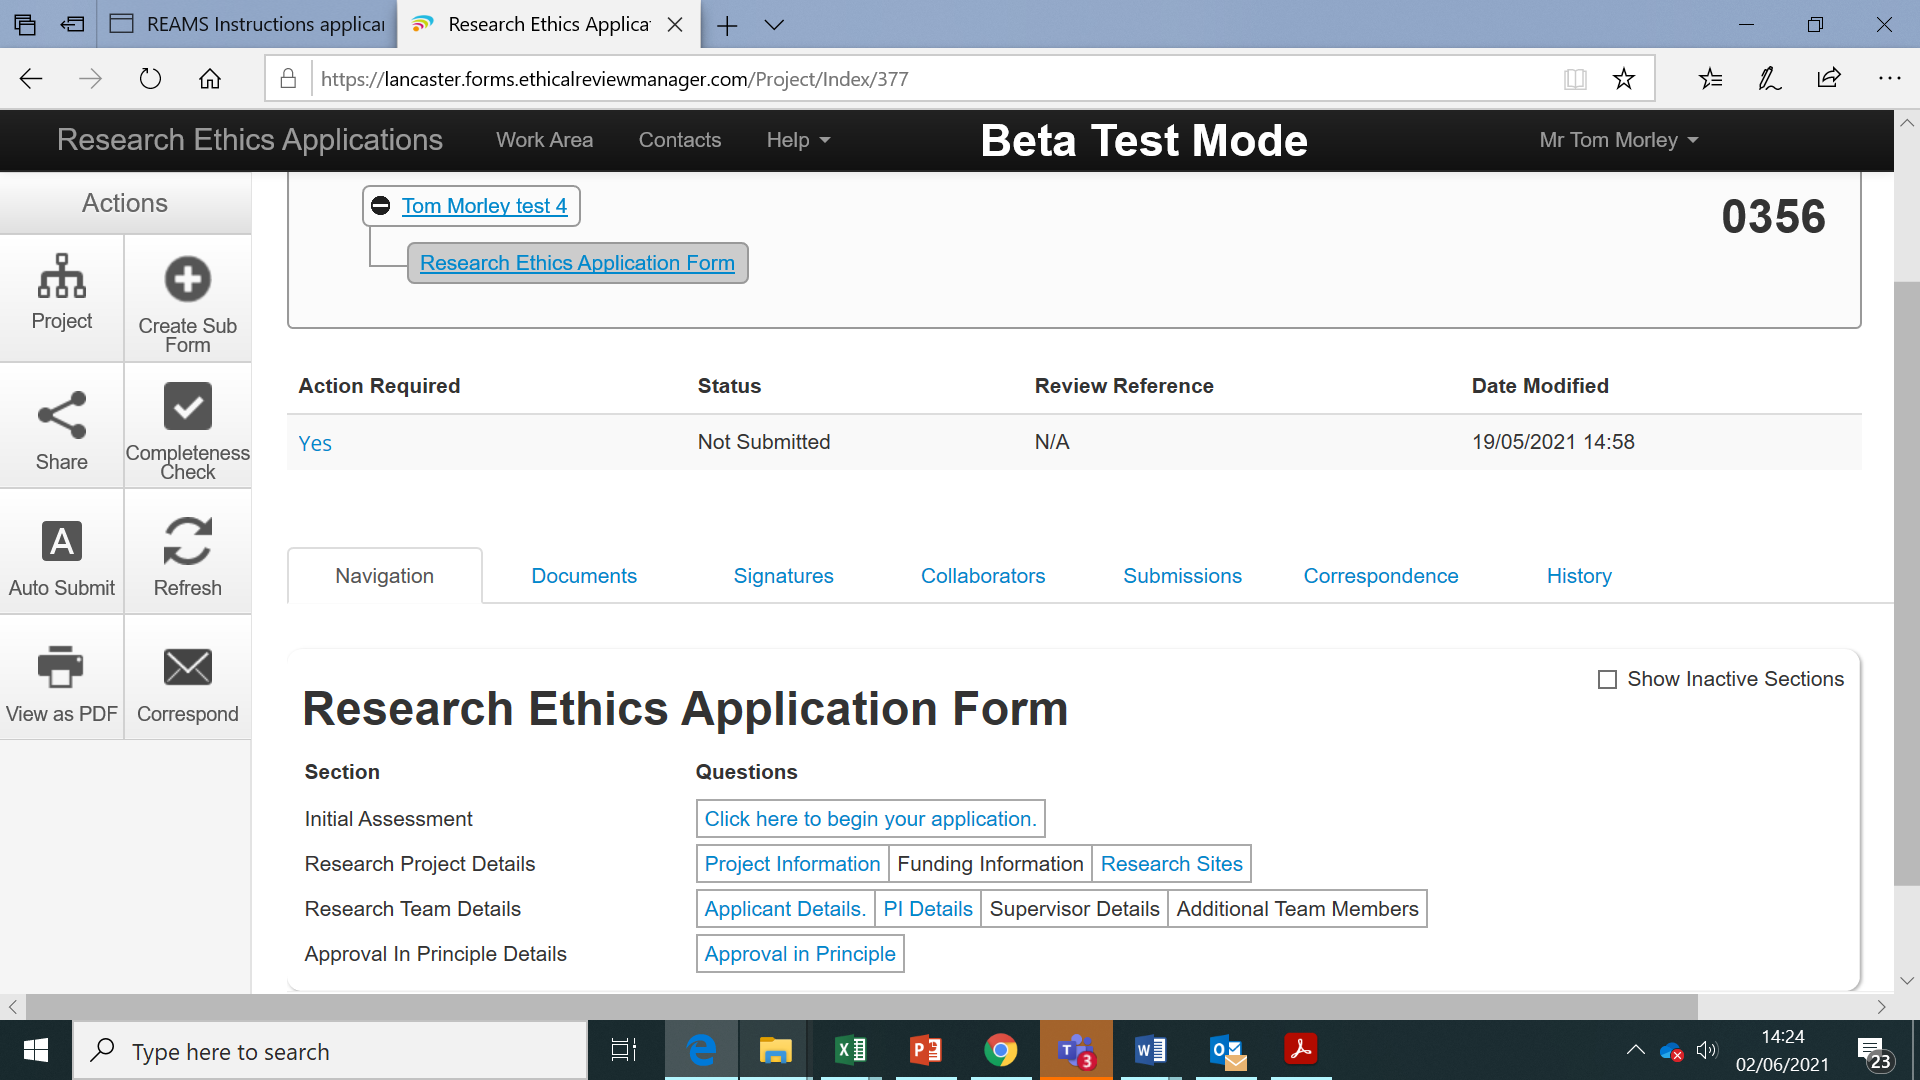 REAMS Instructions applicar
Research Ethics Applica
https://lancaster.forms.ethicalreviewmanager.com/Project/Index/377
Research Ethics Applications
Work Area
Contacts
Help
Beta Test Mode
Mr Tom Morley
Actions
Project
Create Sub
Form
Share
Completeness
Check
A
Auto Submit
Refresh
View as PDF
Correspond
Tom Morley test 4
0356
Research Ethics Application Form
Action Required Status Review Reference Date Modified
Yes Not Submitted N/A 19/05/2021 14:58
Navigation Documents Signatures Collaborators Submissions Correspondence History
Show Inactive Sections
Research Ethics Application Form
Section Questions
Initial Assessment Click here to begin your application.
Research Project Details Project Information Funding Information Research Sites
Research Team Details Applicant Details. PI Details Supervisor Details Additional Team Members
Approval In Principle Details Approval in Principle
Type here to search
3
14:24
02/06/2021
23